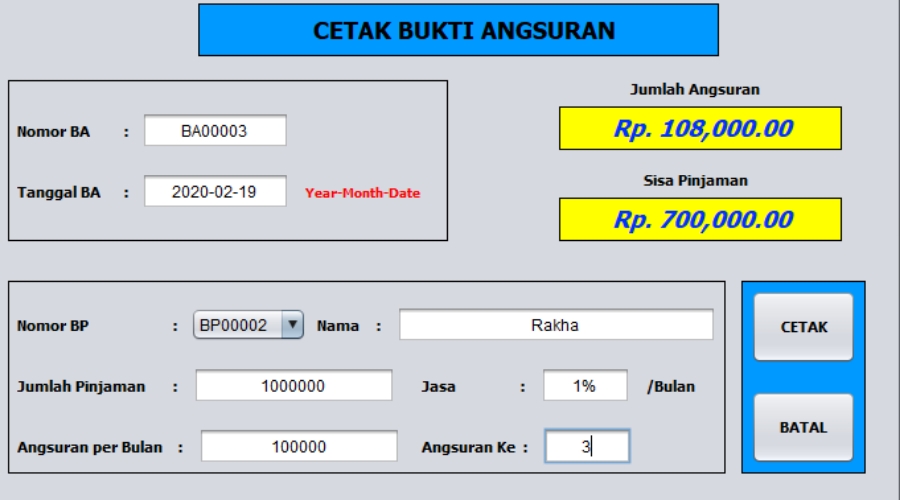 CETAK BUKTI ANGSURAN
Nomor BA : BA00003
Tanggal BA : 2020-02-19 Year-Month-Date
Jumlah Angsuran
Rp. 108,000.00
Sisa Pinjaman
Rp. 700,000.00
Nomor BP : BP00002 Nama : Rakha
Jumlah Pinjaman : 1000000 Jasa : 1% /Bulan
Angsuran per Bulan : 100000 Angsuran Ke : 3
CETAK
BATAL